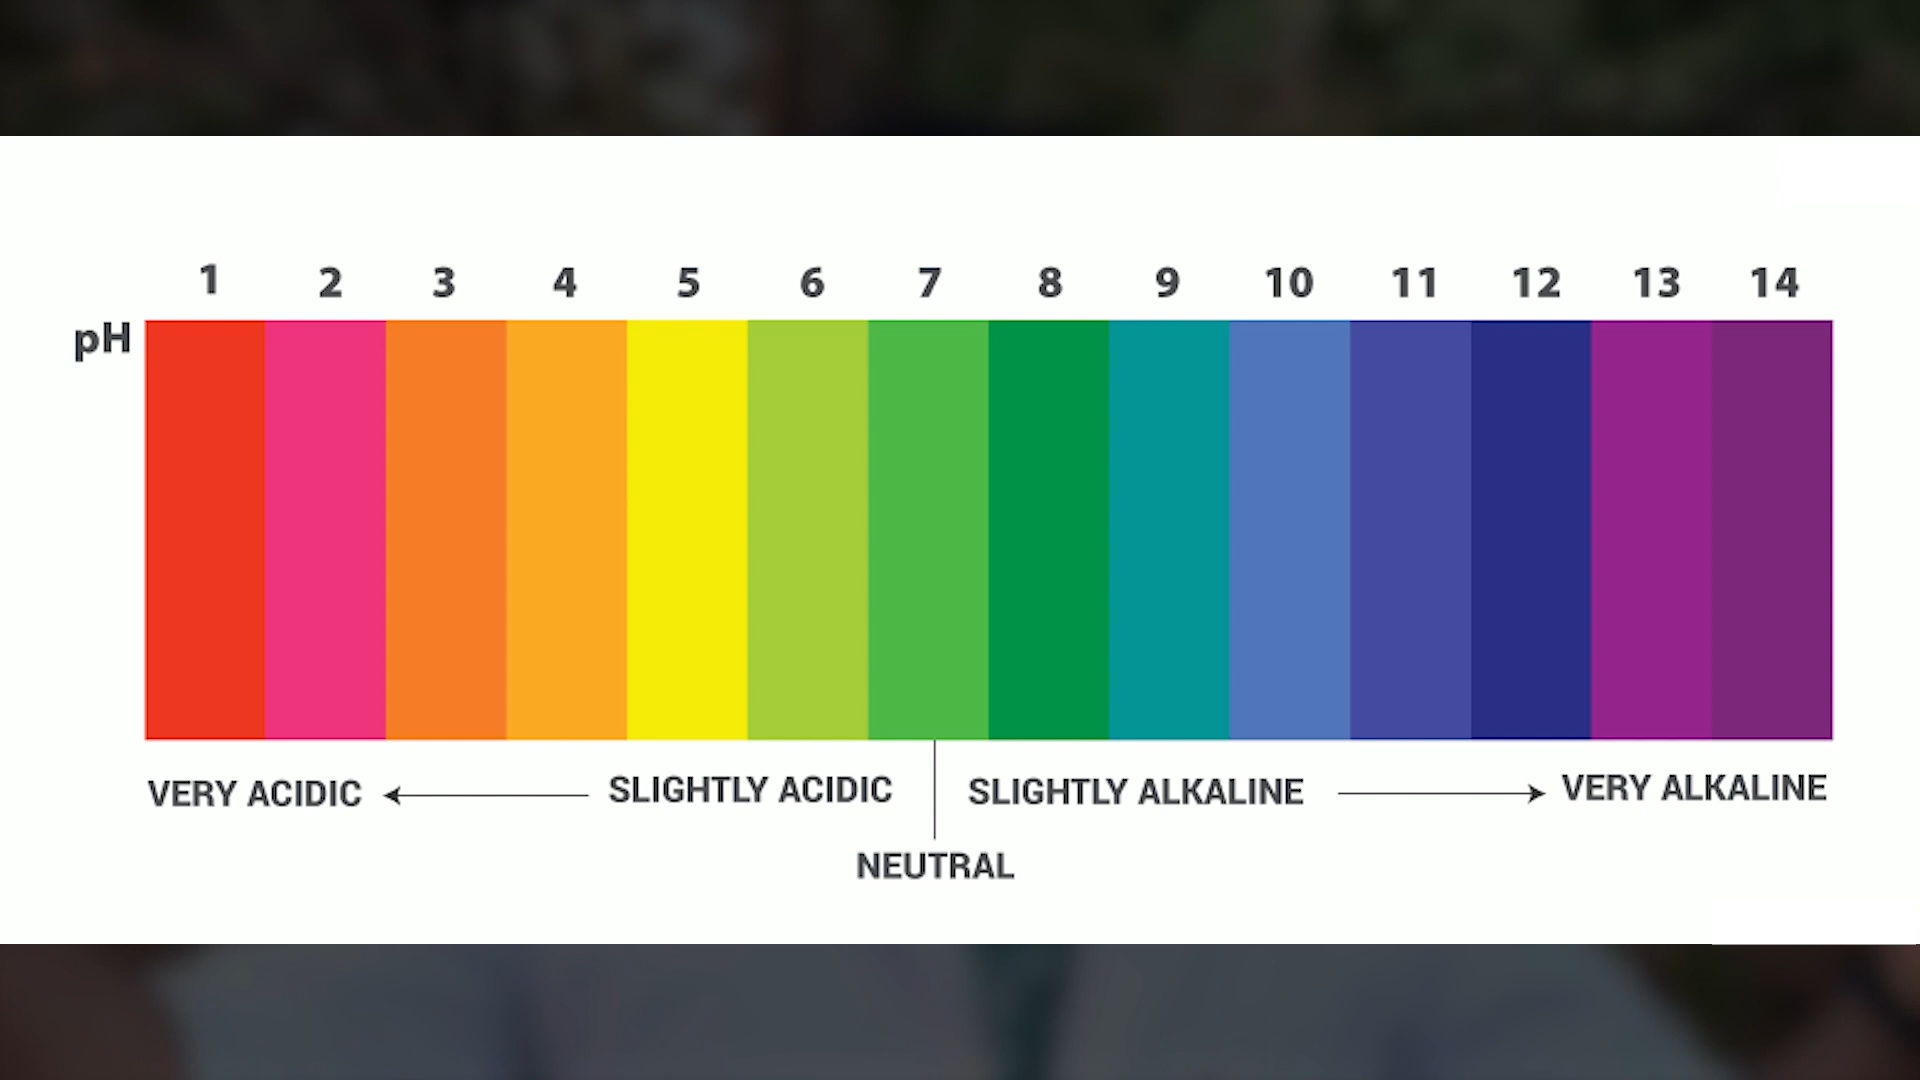 1 2 3 4 5 6 7 8 9 10 11 12 13 14
pH
VERY ACIDIC SLIGHTLY ACIDIC SLIGHTLY ALKALINE VERY ALKALINE
NEUTRAL